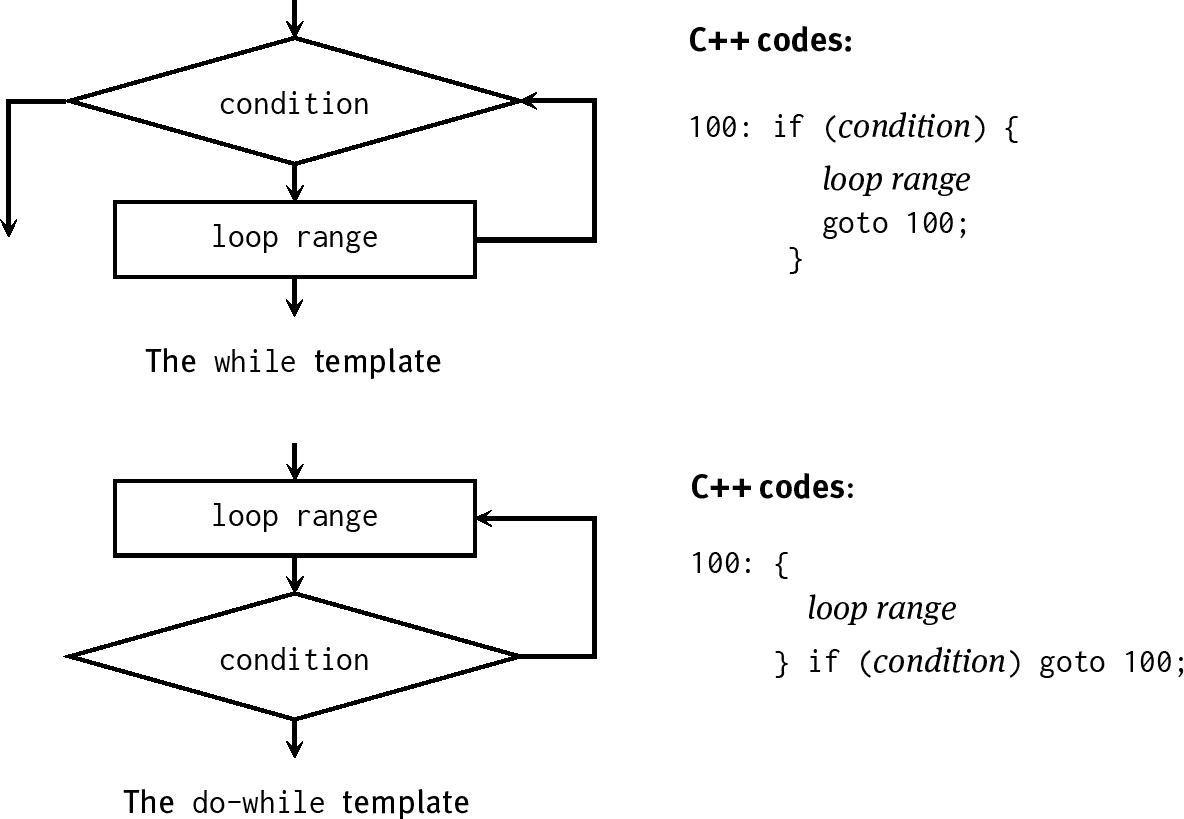 condition
loop range
The while template
C++ codes:
100: if (condition) {
loop range
goto 100;
}
loop range
condition
The do-while template
C++ codes:
100: {
loop range
} if (condition) goto 100;